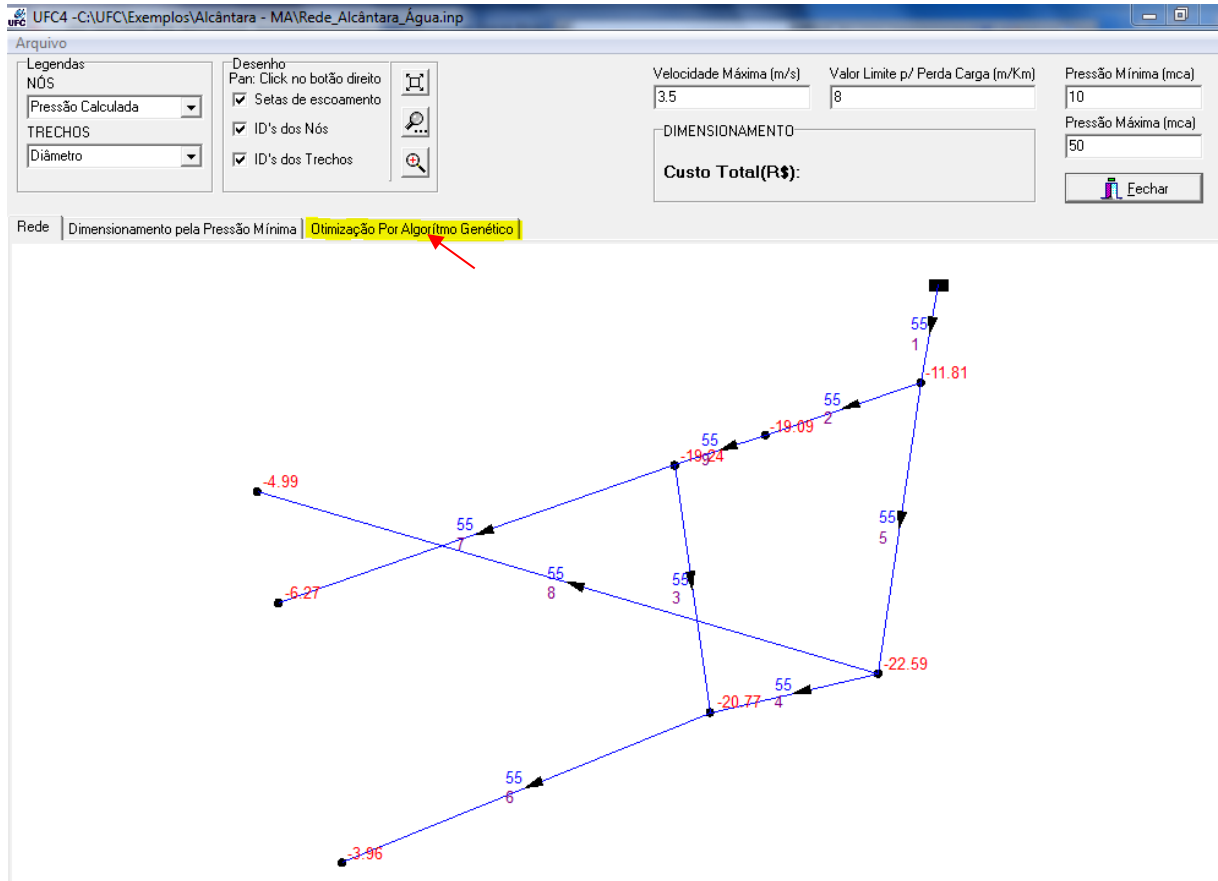 UFC4 -C:\UFC\Exemplos\Alcântara - MA\Rede_Alcântara_Água.inp
UFC
Arquivo
Legendas
NÓS
Pressão Calculada
TRECHOS
Diâmetro
Desenho
Pan: Click no botão direito
Setas de escoamento
ID's dos Nós
ID's dos Trechos
Velocidade Máxima (m/s)
3.5
Valor Limite p/ Perda Carga (m/Km)
8
DIMENSIONAMENTO
Custo Total(R$):
Pressão Mínima (mca)
10
Pressão Máxima (mca)
50
Fechar
Rede
Dimensionamento pela Pressão Mínima
Otimização Por Algorítmo Genético
55
1
-11.81
55
2
-19.09
55
9
-19.24
-4.99
55
7
55
5
55
8
55
3
-6.27
-22.59
55
4
-20.77
55
6
-3.96